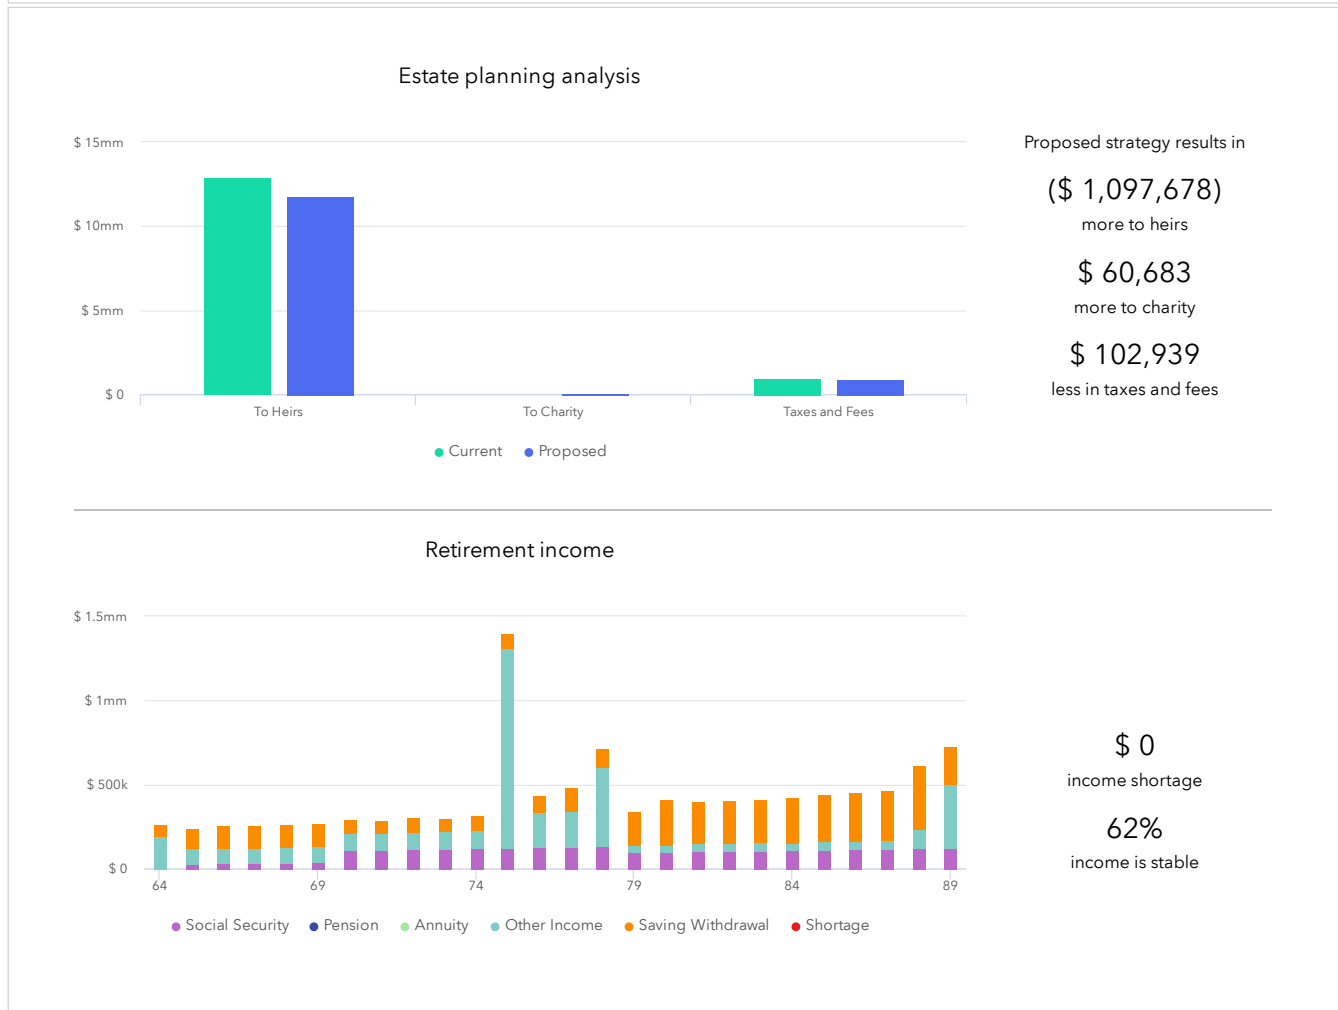 Estate planning analysis
$ 15mm
$ 10mm
$ 5mm
$ 0
To Heirs
To Charity
Taxes and Fees
Current
Proposed
Proposed strategy results in
($ 1,097,678)
more to heirs
$ 60,683
more to charity
$ 102,939
less in taxes and fees
Retirement income
$ 1.5mm
$ 1mm
$ 500k
$ 0
64
69
74
79
84
89
Social Security
Pension
Annuity
Other Income
Saving Withdrawal
Shortage
$ 0
income shortage
62%
income is stable